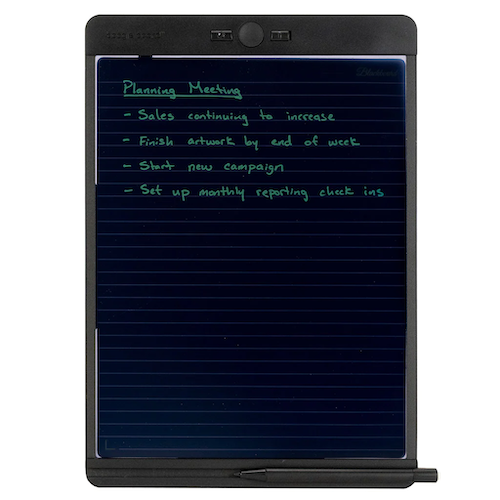 Planning Meeting
- Sales continuing to increase
- Finish artwork by end of week
- Start new campaign
- Set up monthly reporting check ins